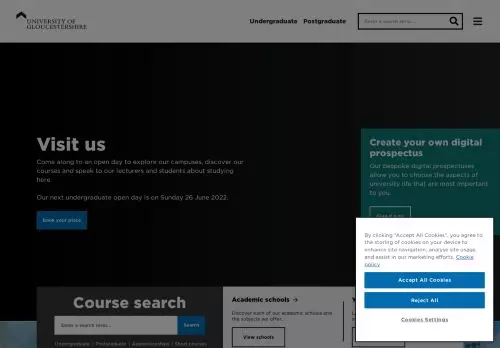 UNIVERSITY OF
GLOUCESTERSHIRE
Undergraduate Postgraduate
Enter a search term...
Visit us
Come along to an open day to explore our campuses, discover our
courses and speak to our lecturers and students about studying
here.
Our next undergraduate open day is on Sunday 26 June 2022.
Book your place
Create your own digital
prospectus
Our bespoke digital prospectuses
allow you to choose the aspects of
university life that are most important
to you.
By clicking "Accept All Cookies", you agree to
the storing of cookies on your device to
enhance site navigation, analyse site usage,
and assist in our marketing efforts. Cookie
policy
Accept All Cookies
Reject All
Cookies Settings
Course search
Enter a search term...
Search
Undergraduate | Postgraduate | Apprenticeships | Short courses
Academic schools →
Discover each of our academic schools and
the subjects we offer...
View schools